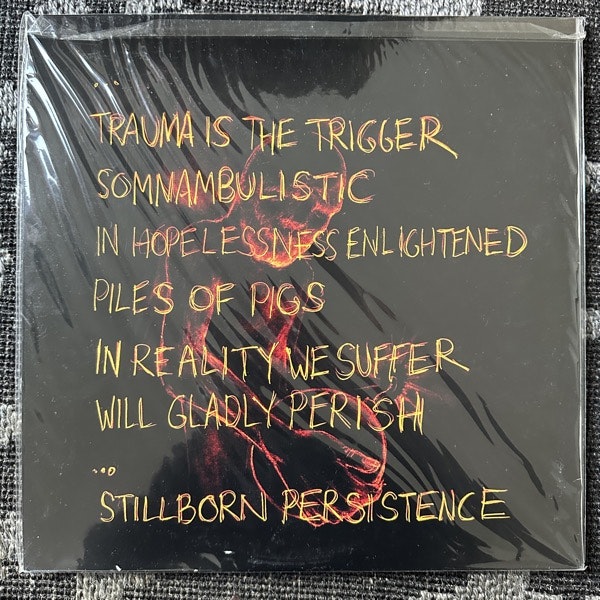 ...
TRAUMA IS THE TRIGGER
SOMNAMBULISTIC
IN HOPELESSNESS ENLIGHTENED
PILES OF PIGS
IN REALITY WE SUFFER
WILL GLADLY PERISH
...
STILLBORN PERSISTENCE